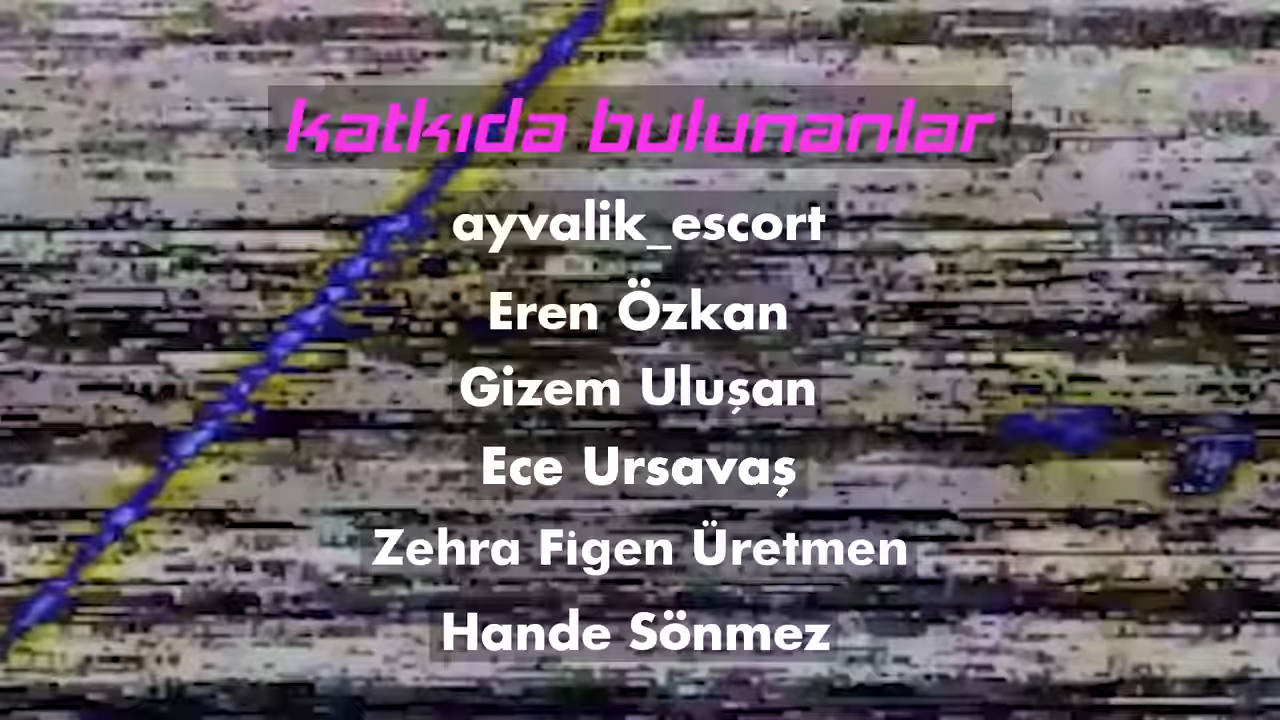 katkıda bulunanlar
ayvalik_escort
Eren Özkan
Gizem Uluşan
Ece Ursavaş
Zehra Figen Üretmen
Hande Sönmez